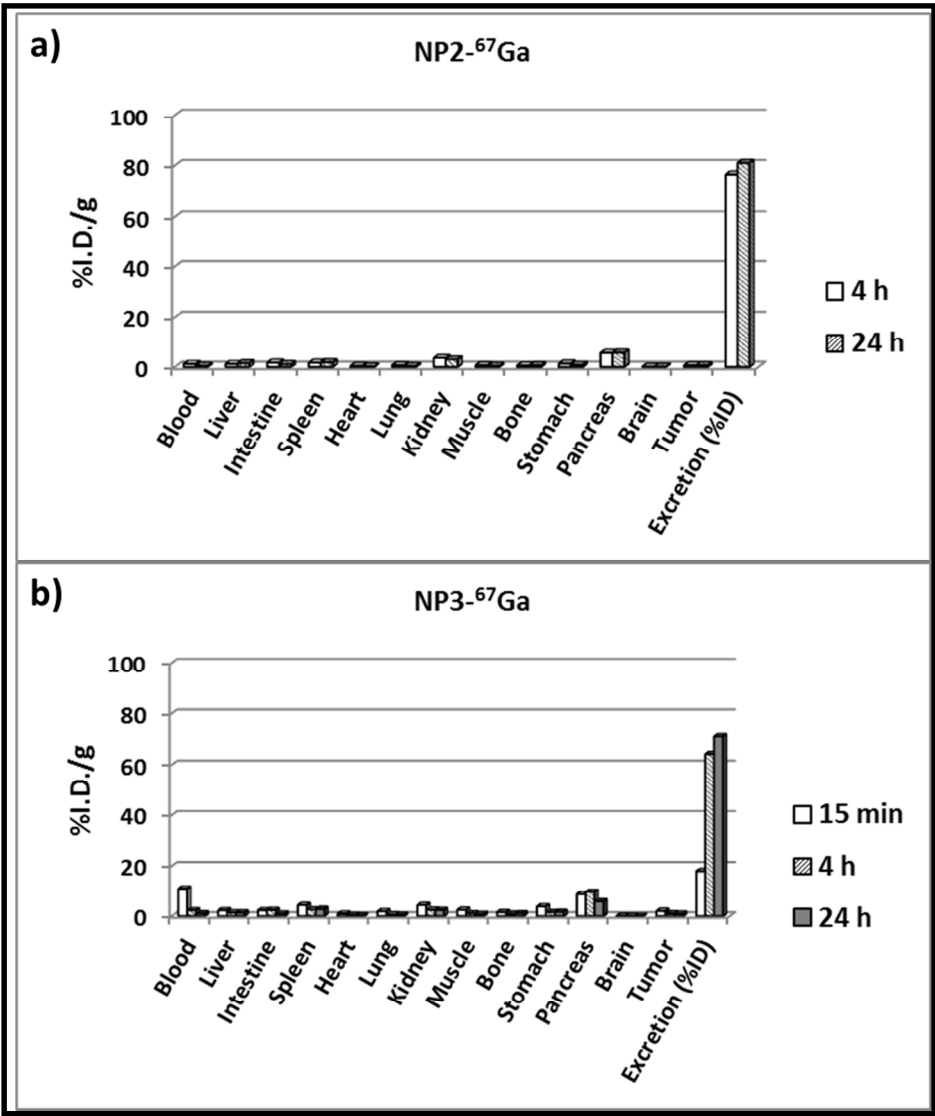 a)
NP2-⁶⁷Ga
100
80
60
40
20
0
%I.D./g
Blood
Liver
Intestine
Spleen
Heart
Lung
Kidney
Muscle
Bone
Stomach
Pancreas
Brain
Tumor
Excretion (%ID)
4 h
24 h
b)
NP3-⁶⁷Ga
100
80
60
40
20
0
%I.D./g
Blood
Liver
Intestine
Spleen
Heart
Lung
Kidney
Muscle
Bone
Stomach
Pancreas
Brain
Tumor
Excretion (%ID)
15 min
4 h
24 h